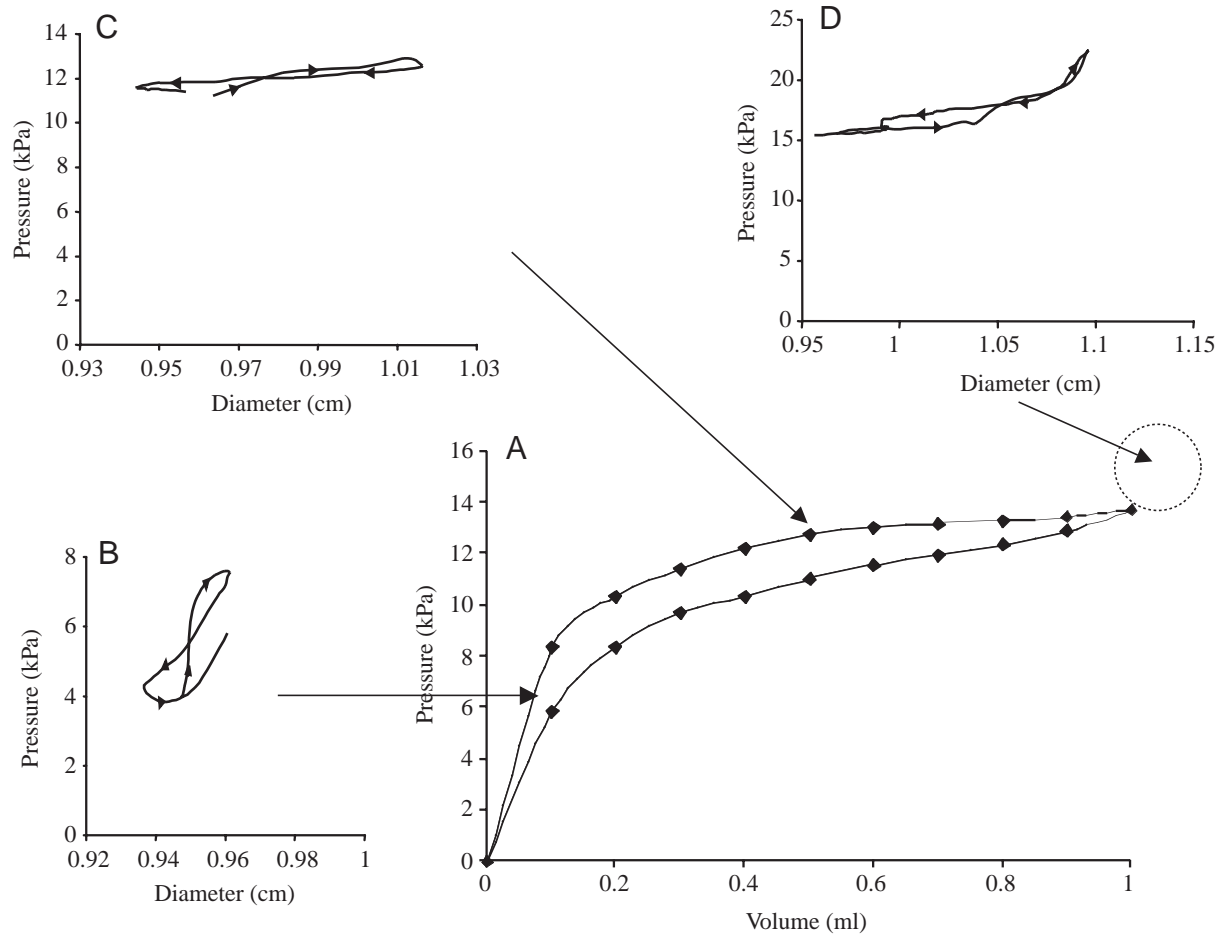 C
14
12
10
8
6
4
2
0
Pressure (kPa)
0.93 0.95 0.97 0.99 1.01 1.03
Diameter (cm)
D
25
20
15
10
5
0
Pressure (kPa)
0.95 1 1.05 1.1 1.15
Diameter (cm)
B
8
6
4
2
0
Pressure (kPa)
0.92 0.94 0.96 0.98 1
Diameter (cm)
A
16
14
12
10
8
6
4
2
0
Pressure (kPa)
0 0.2 0.4 0.6 0.8 1
Volume (ml)